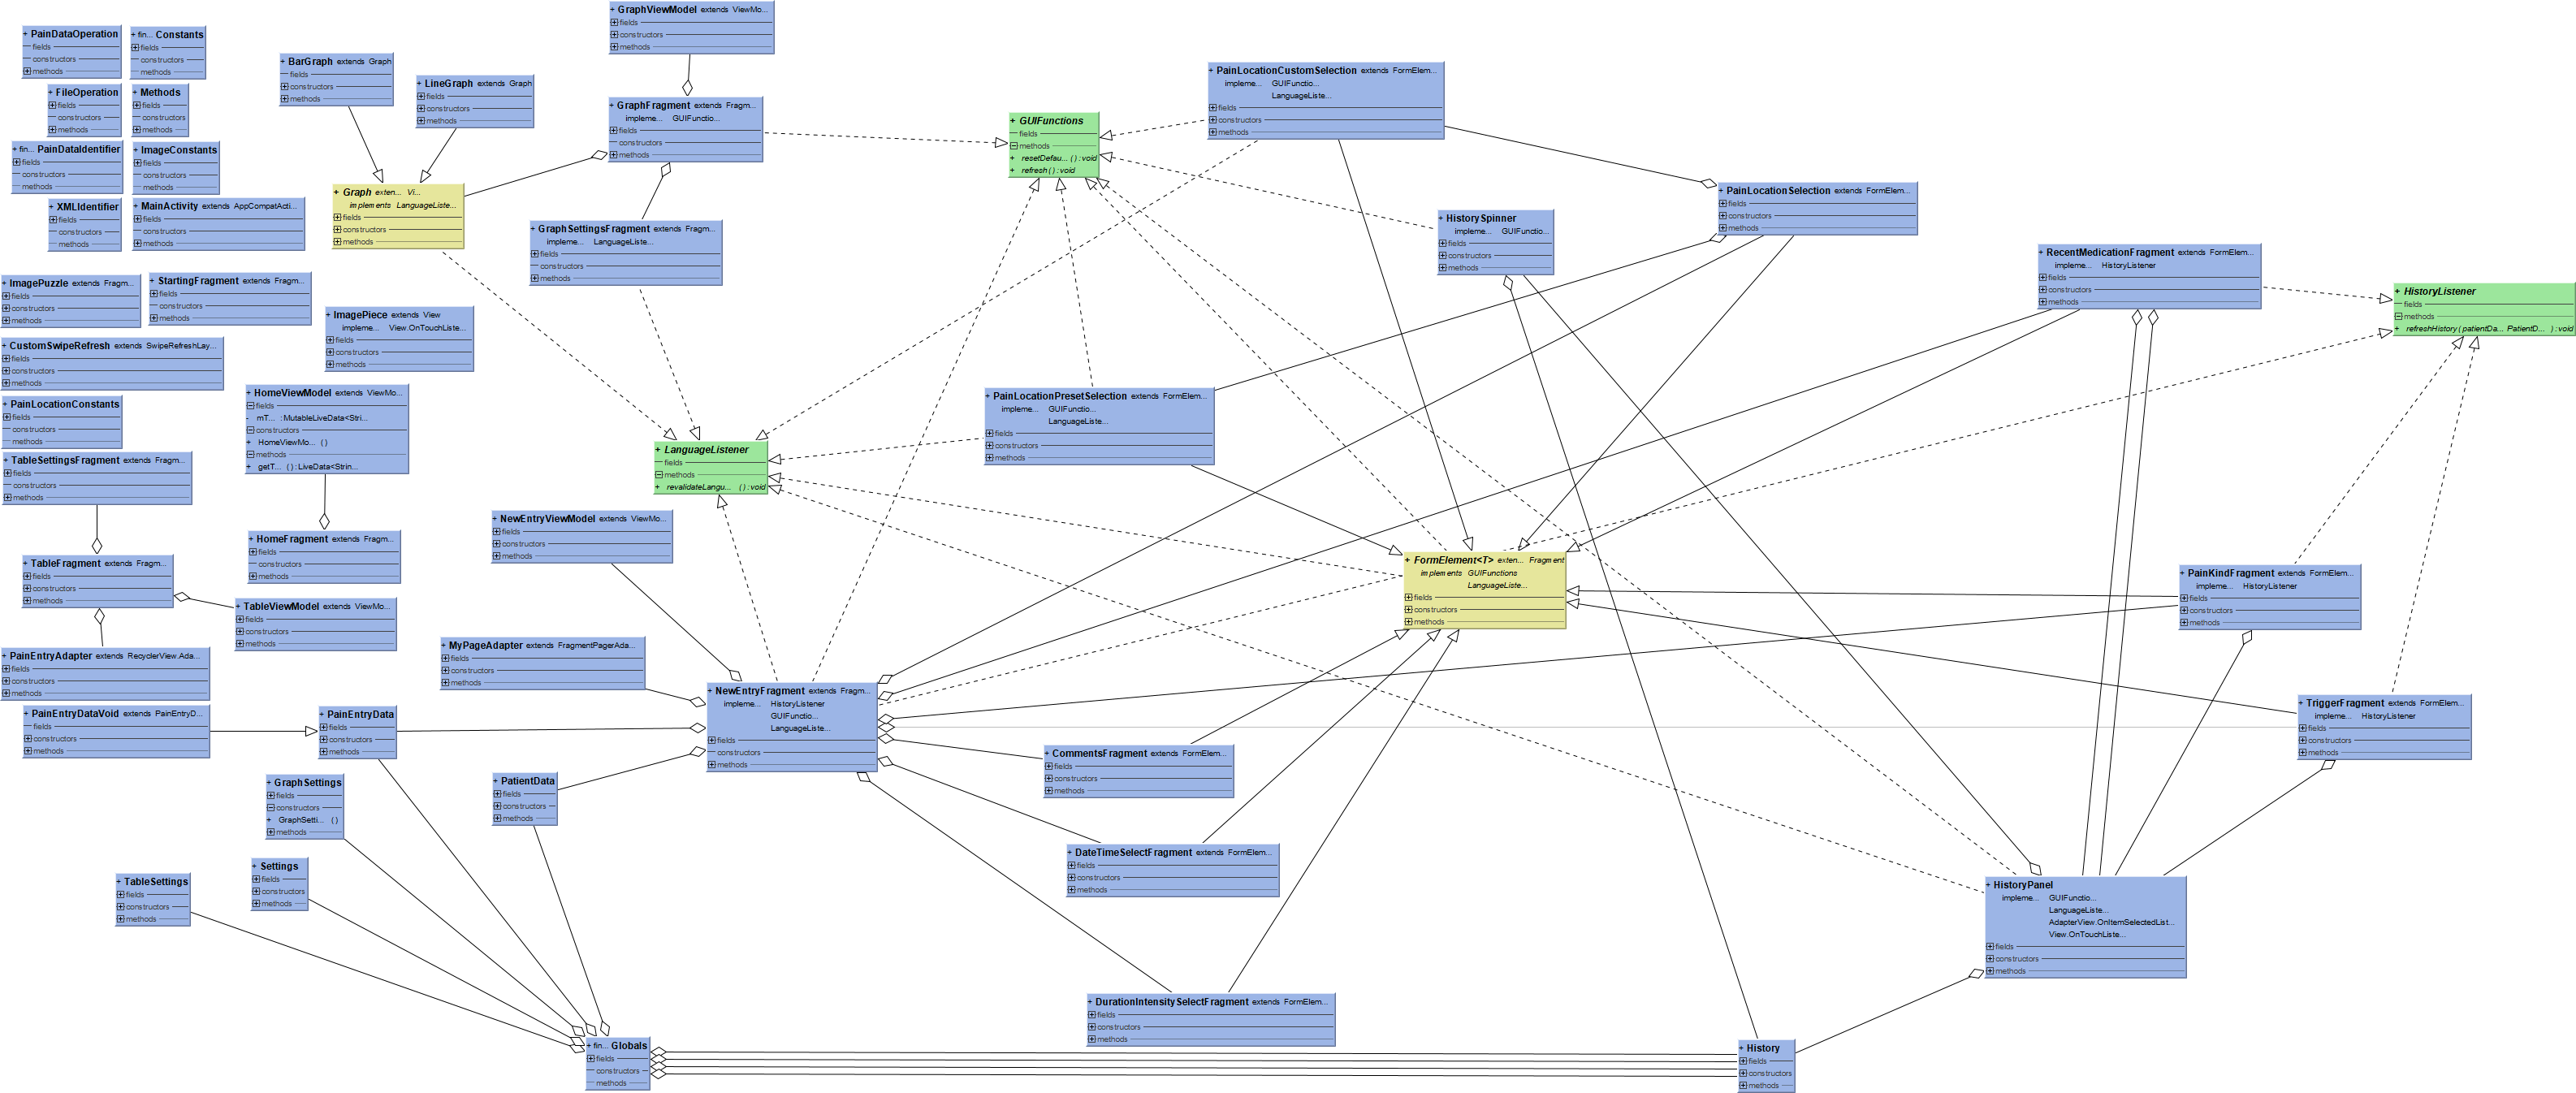 + PainDataOperation
fields
constructors
methods
+ fin... Constants
fields
constructors
methods
+ FileOperation
fields
constructors
methods
+ Methods
fields
constructors
methods
+ fin... PainDataIdentifier
fields
constructors
methods
+ ImageConstants
fields
constructors
methods
+ XMLIdentifier
fields
constructors
methods
+ MainActivity extends AppCompatActi...
fields
constructors
methods
+ ImagePuzzle extends Fragm...
fields
constructors
methods
+ StartingFragment extends Fragm...
fields
constructors
methods
+ ImagePiece extends View
impleme... View.OnTouchListe...
fields
constructors
methods
+ CustomSwipeRefresh extends SwipeRefreshLay...
fields
constructors
methods
+ PainLocationConstants
fields
constructors
methods
+ HomeViewModel extends ViewMo...
fields
- mT... : MutableLiveData<Stri...
constructors
+ HomeViewMo... ( )
methods
+ getT... ( ) : LiveData<Strin...
+ TableSettingsFragment extends Fragm...
fields
constructors
methods
+ HomeFragment extends Fragm...
fields
constructors
methods
+ TableFragment extends Fragm...
fields
constructors
methods
+ TableViewModel extends ViewMo...
fields
constructors
methods
+ PainEntryAdapter extends RecyclerView.Ada...
fields
constructors
methods
+ PainEntryDataVoid extends PainEntryD...
fields
constructors
methods
+ PainEntryData
fields
constructors
methods
+ GraphSettings
fields
constructors
+ GraphSetti... ( )
methods
+ Settings
fields
constructors
methods
+ TableSettings
fields
constructors
methods
+ PatientData
fields
constructors
methods
+ fin... Globals
fields
constructors
methods
+ BarGraph extends Graph
fields
constructors
methods
+ LineGraph extends Graph
fields
constructors
methods
+ Graph exten... Vi...
implements LanguageListe...
fields
constructors
methods
+ GraphViewModel extends ViewMo...
fields
constructors
methods
+ GraphFragment extends Fragm...
impleme... GUIFunctio...
fields
constructors
methods
+ GraphSettingsFragment extends Fragm...
impleme... LanguageListe...
fields
constructors
methods
+ LanguageListener
fields
methods
+ revalidateLangu... ( ) : void
+ NewEntryViewModel extends ViewMo...
fields
constructors
methods
+ MyPageAdapter extends FragmentPagerAda...
fields
constructors
methods
+ NewEntryFragment extends Fragm...
impleme... HistoryListener
GUIFunctio...
LanguageListe...
fields
constructors
methods
+ GUIFunctions
fields
methods
+ resetDefau... ( ) : void
+ refresh ( ) : void
+ PainLocationCustomSelection extends FormElem...
impleme... GUIFunctio...
LanguageListe...
fields
constructors
methods
+ PainLocationPresetSelection extends FormElem...
impleme... GUIFunctio...
LanguageListe...
fields
constructors
methods
+ HistorySpinner
impleme... GUIFunctio...
fields
constructors
methods
+ PainLocationSelection extends FormElem...
fields
constructors
methods
+ RecentMedicationFragment extends FormElem...
impleme... HistoryListener
fields
constructors
methods
+ HistoryListener
fields
methods
+ refreshHistory ( patientDa... PatientD... ) : void
+ FormElement<T> exten... Fragment
implements GUIFunctions
LanguageListe...
fields
constructors
methods
+ PainKindFragment extends FormElem...
impleme... HistoryListener
fields
constructors
methods
+ TriggerFragment extends FormElem...
impleme... HistoryListener
fields
constructors
methods
+ CommentsFragment extends FormElem...
fields
constructors
methods
+ DateTimeSelectFragment extends FormElem...
fields
constructors
methods
+ DurationIntensitySelectFragment extends FormElem...
fields
constructors
methods
+ HistoryPanel
impleme... GUIFunctio...
LanguageListe...
AdapterView.OnItemSelectedList...
View.OnTouchListe...
fields
constructors
methods
+ History
fields
constructors
methods